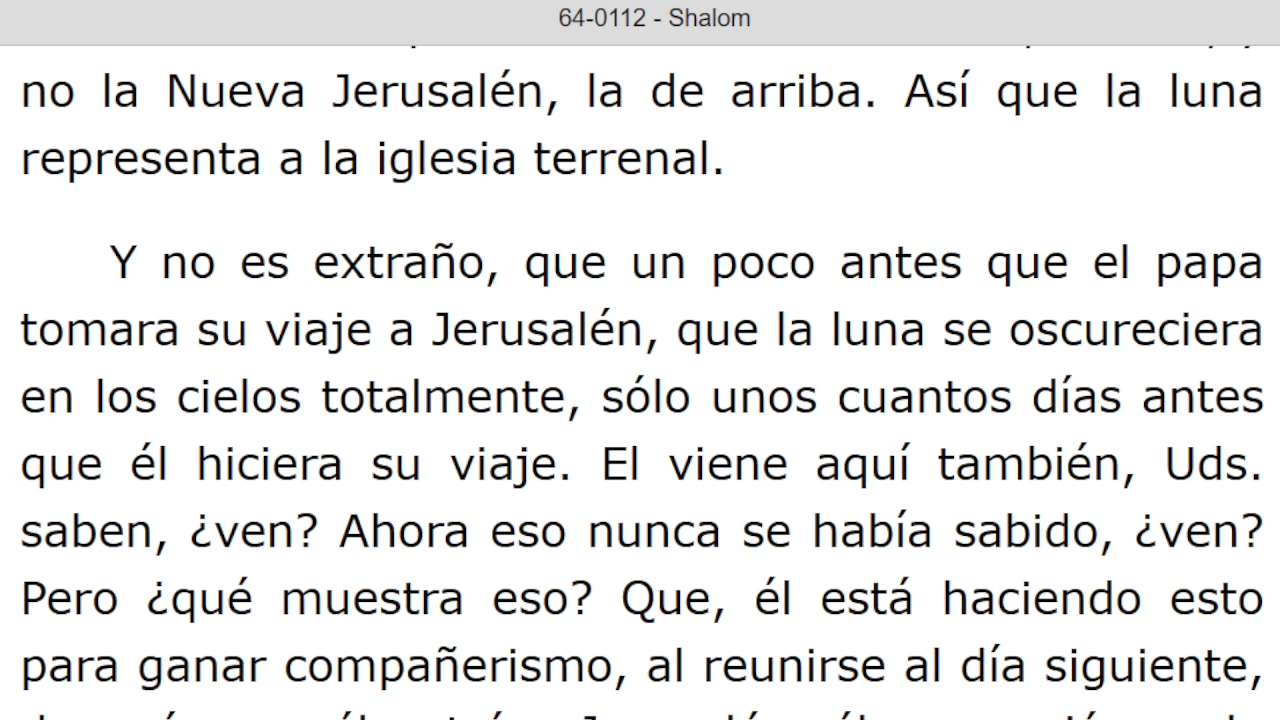 64-0112 - Shalom
no la Nueva Jerusalén, la de arriba. Así que la luna
representa a la iglesia terrenal.
Y no es extraño, que un poco antes que el papa
tomara su viaje a Jerusalén, que la luna se oscureciera
en los cielos totalmente, sólo unos cuantos días antes
que él hiciera su viaje. El viene aquí también, Uds.
saben, ¿ven? Ahora eso nunca se había sabido, ¿ven?
Pero ¿qué muestra eso? Que, él está haciendo esto
para ganar compañerismo, al reunirse al día siguiente,